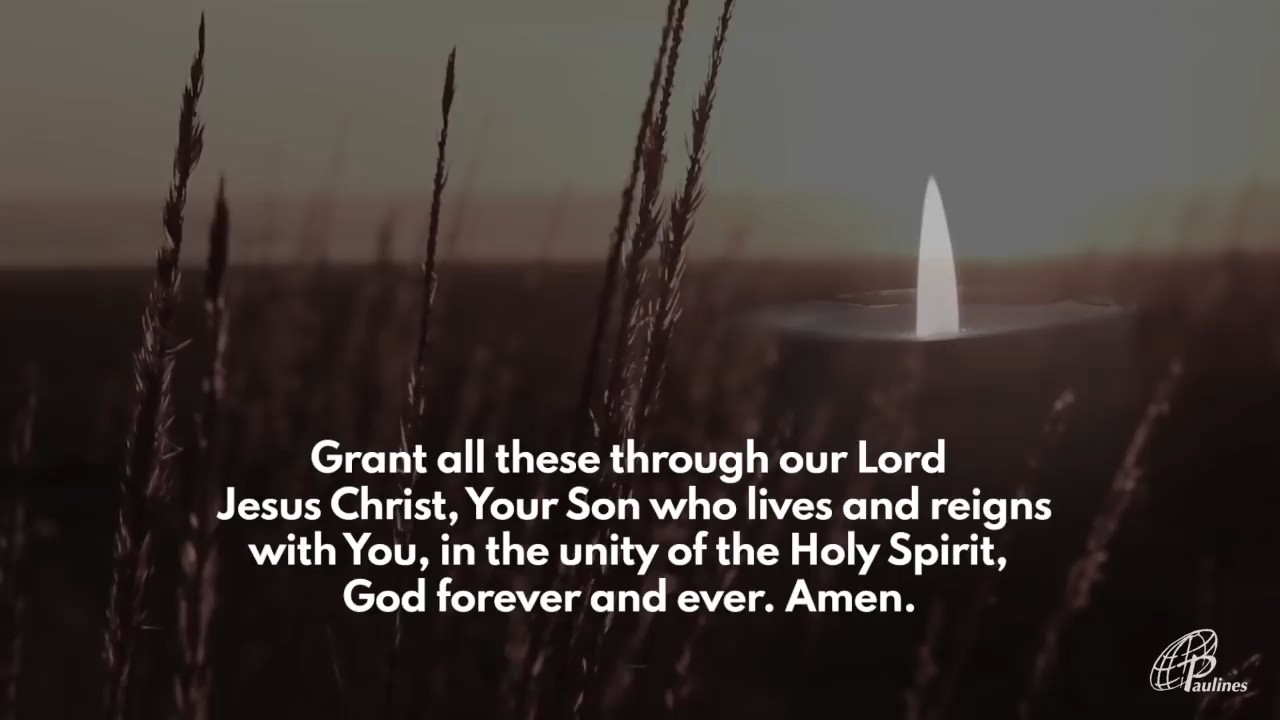 Grant all these through our Lord
Jesus Christ, Your Son who lives and reigns
with You, in the unity of the Holy Spirit,
God forever and ever. Amen.
Paulines